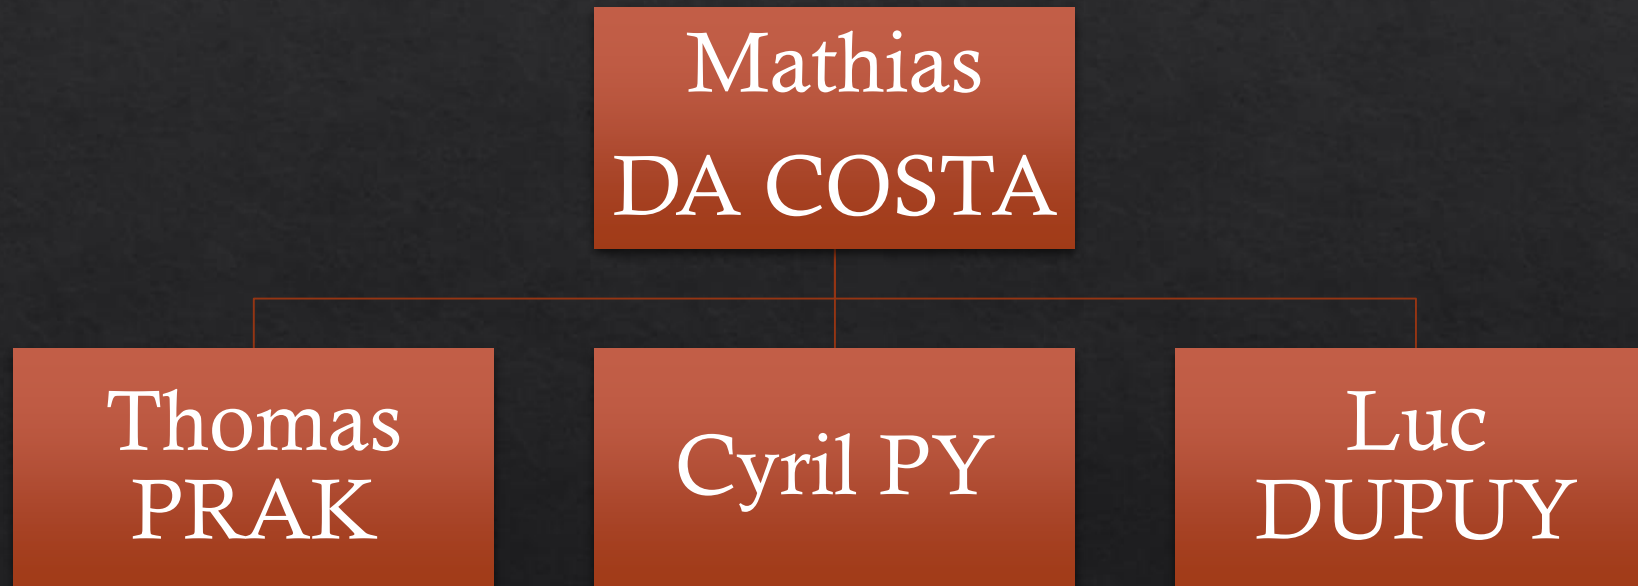 Mathias
DA COSTA
Thomas
PRAK
Cyril PY
Luc
DUPUY